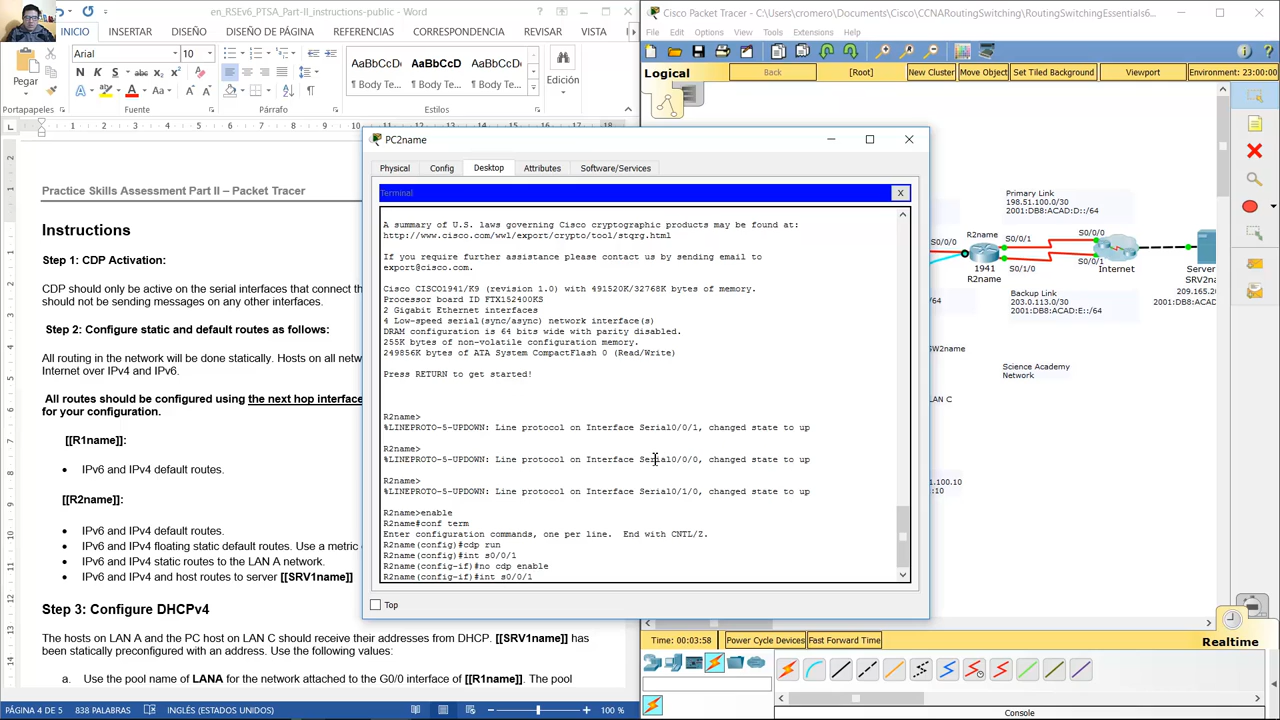 en_RSEv6_PTSA_Part-II_instructions-public - Word
INICIO INSERTAR DISEÑO DISEÑO DE PÁGINA REFERENCIAS CORRESPONDENCIA REVISAR VISTA
Pegar
Arial 10
N K S
AaBbCcDc AaBbCcDc AaBbCcDc
¶ Body Te... ¶ Body Te... ¶ Body Te...
Edición
Portapapeles Fuente Párrafo Estilos
Practice Skills Assessment Part II – Packet Tracer
Instructions
Step 1: CDP Activation:
CDP should only be active on the serial interfaces that connect th
should not be sending messages on any other interfaces.
Step 2: Configure static and default routes as follows:
All routing in the network will be done statically. Hosts on all netw
Internet over IPv4 and IPv6.
All routes should be configured using the next hop interface
for your configuration.
[[R1name]:
• IPv6 and IPv4 default routes.
[[R2name]:
• IPv6 and IPv4 default routes.
• IPv6 and IPv4 floating static default routes. Use a metric
• IPv6 and IPv4 static routes to the LAN A network.
• IPv6 and IPv4 and host routes to server [[SRV1name]]
Step 3: Configure DHCPv4
The hosts on LAN A and the PC host on LAN C should receive their addresses from DHCP. [[SRV1name]] has
been statically preconfigured with an address. Use the following values:
a. Use the pool name of LANA for the network attached to the G0/0 interface of [[R1name]]. The pool
PÁGINA 4 DE 5 838 PALABRAS INGLÉS (ESTADOS UNIDOS) 100 %
PC2name
Physical Config Desktop Attributes Software/Services
Terminal X
A summary of U.S. laws governing Cisco cryptographic products may be found at:
http://www.cisco.com/wwl/export/crypto/tool/stqrg.html
If you require further assistance please contact us by sending email to
export@cisco.com.
Cisco CISCO1941/K9 (revision 1.0) with 491520K/32768K bytes of memory.
Processor board ID FTX152400KS
2 Gigabit Ethernet interfaces
4 Low-speed serial(sync/async) network interface(s)
DRAM configuration is 64 bits wide with parity disabled.
255K bytes of non-volatile configuration memory.
249856K bytes of ATA System CompactFlash 0 (Read/Write)
Press RETURN to get started!
R2name>
%LINEPROTO-5-UPDOWN: Line protocol on Interface Serial0/0/1, changed state to up
R2name>
%LINEPROTO-5-UPDOWN: Line protocol on Interface Serial0/0/0, changed state to up
R2name>
%LINEPROTO-5-UPDOWN: Line protocol on Interface Serial0/1/0, changed state to up
R2name>enable
R2name#conf term
Enter configuration commands, one per line. End with CNTL/Z.
R2name(config)#cdp run
R2name(config)#int s0/0/1
R2name(config-if)#no cdp enable
R2name(config-if)#int s0/0/1
Top
Cisco Packet Tracer - C:\Users\cromero\Documents\Cisco\CCNARoutingSwitching\RoutingSwitchingEssentials6...
File Edit Options View Tools Extensions Help
Logical Back [Root] New Cluster Move Object Set Tiled Background Viewport Environment: 23:00:00
Primary Link
198.51.100.0/30
2001:DB8:ACAD:D::/64
S0/0/0 R2name S0/0/1 S0/0/0
1941 S0/1/0 S0/0/1 Internet
R2name
Server
SRV2na
209.165.2
Backup Link
203.0.113.0/30
2001:DB8:ACAD:E::/64
SW2name
Science Academy
Network
AN C
.1.100.10
:10
Time: 00:03:58 Power Cycle Devices Fast Forward Time Realtime
Console